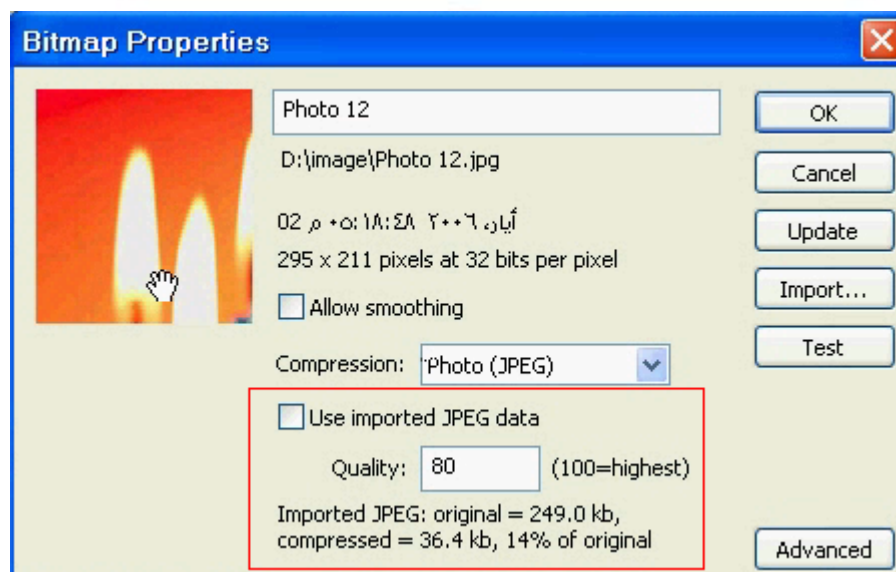 Bitmap Properties
Photo 12
OK
D:\image\Photo 12.jpg
Cancel
02 أيار، ٢٠٠٦ ٠٥:١٨:٤٨ م
Update
295 x 211 pixels at 32 bits per pixel
Import...
Allow smoothing
Test
Compression: Photo (JPEG)
Use imported JPEG data
Quality: 80 (100=highest)
Imported JPEG: original = 249.0 kb,
compressed = 36.4 kb, 14% of original
Advanced